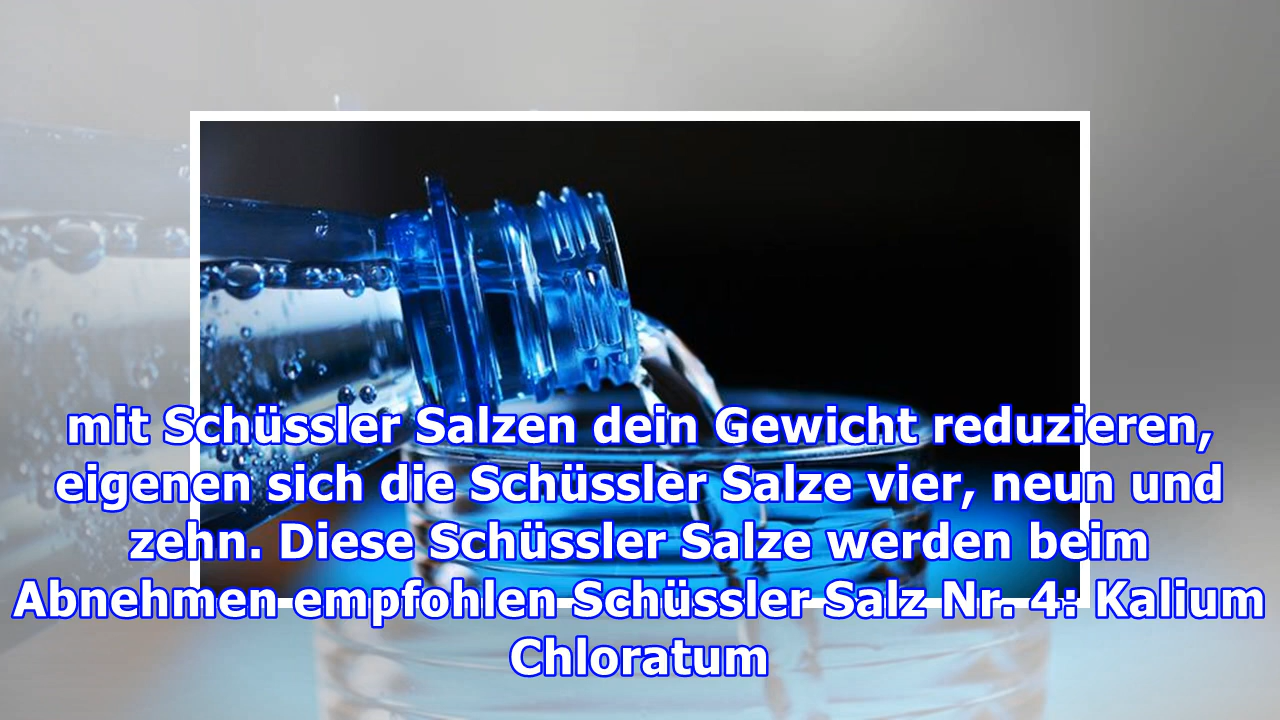 mit Schüssler Salzen dein Gewicht reduzieren,
eigenen sich die Schüssler Salze vier, neun und
zehn. Diese Schüssler Salze werden beim
Abnehmen empfohlen Schüssler Salz Nr. 4: Kalium
Chloratum